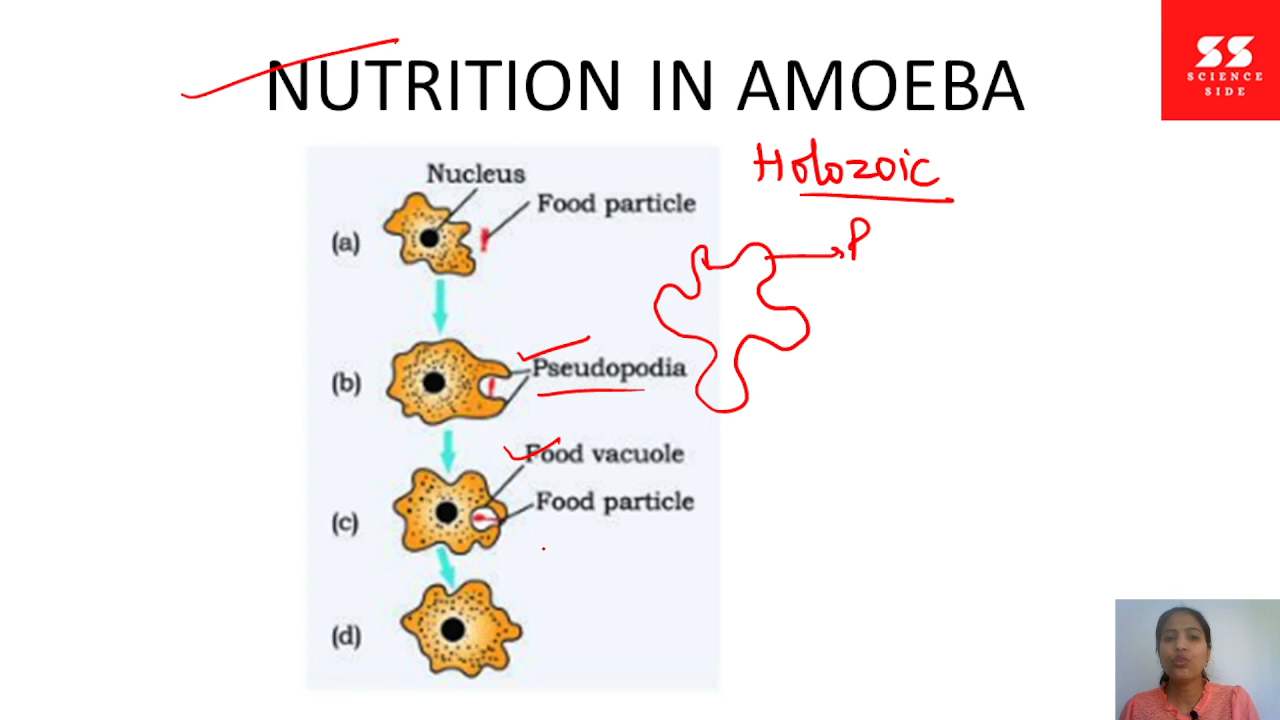 NUTRITION IN AMOEBA
SS
SCIENCE
SIDE
Holozoic
P
Nucleus
Food particle
(a)
(b)
Pseudopodia
Food vacuole
Food particle
(c)
(d)